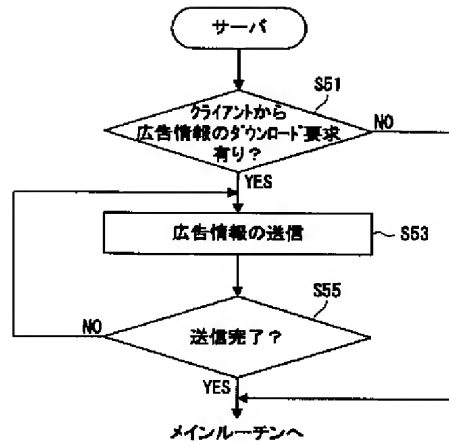 サーバ
S51
クライアントから
広告情報のダウンロード要求
有り？
NO
YES
広告情報の送信
S53
S55
送信完了？
NO
YES
メインルーチンへ